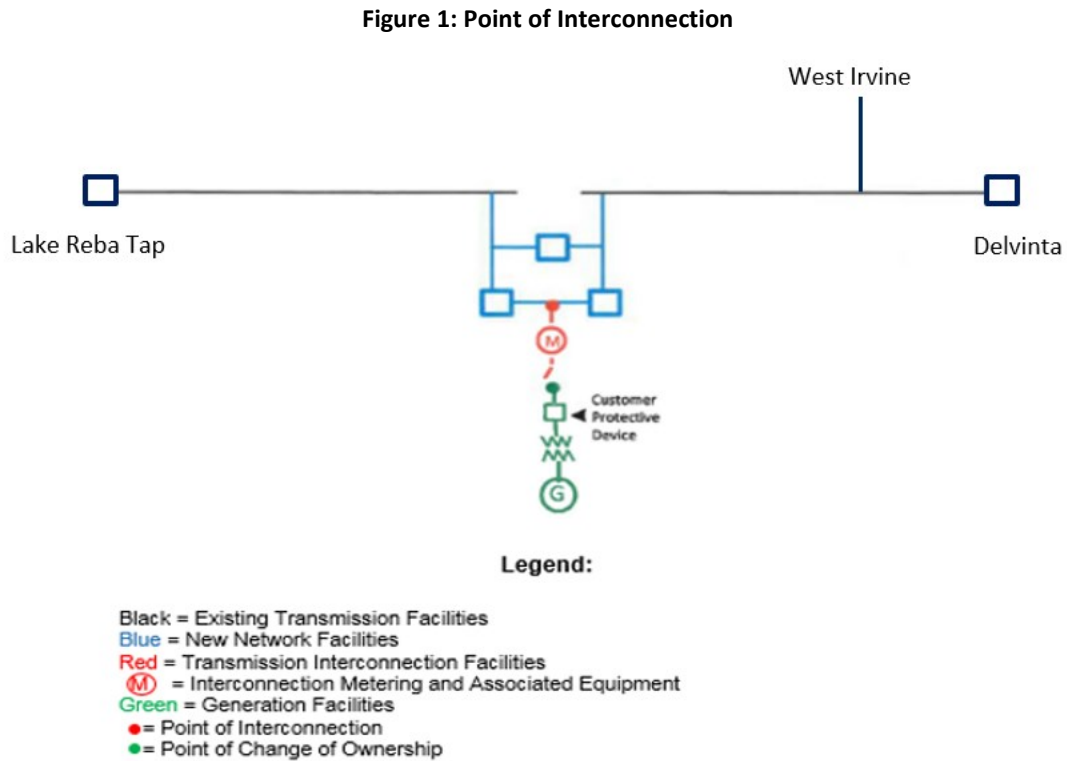 Figure 1: Point of Interconnection
West Irvine
Lake Reba Tap
Delvinta
M
Customer
Protective
Device
G
Legend:
Black = Existing Transmission Facilities
Blue = New Network Facilities
Red = Transmission Interconnection Facilities
M = Interconnection Metering and Associated Equipment
Green = Generation Facilities
= Point of Interconnection
= Point of Change of Ownership